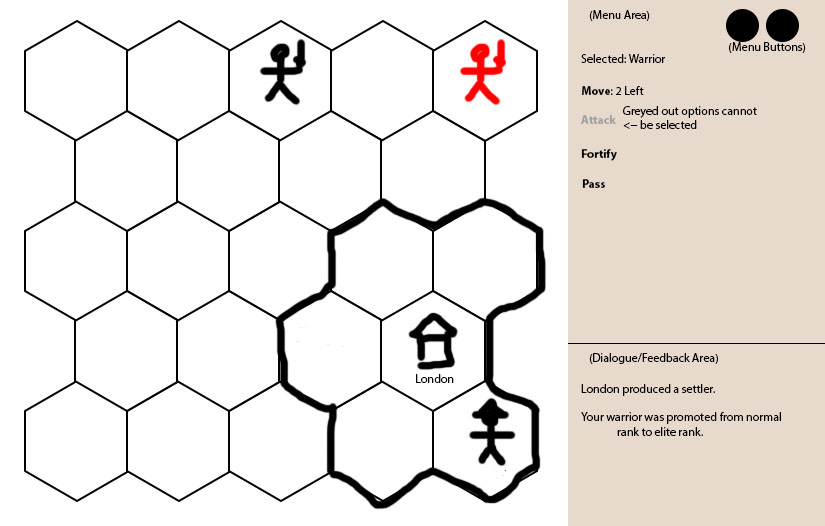 (Menu Area)
(Menu Buttons)
Selected: Warrior
Move: 2 Left
Greyed out options cannot
Attack <– be selected
Fortify
Pass
London
(Dialogue/Feedback Area)
London produced a settler.
Your warrior was promoted from normal
rank to elite rank.